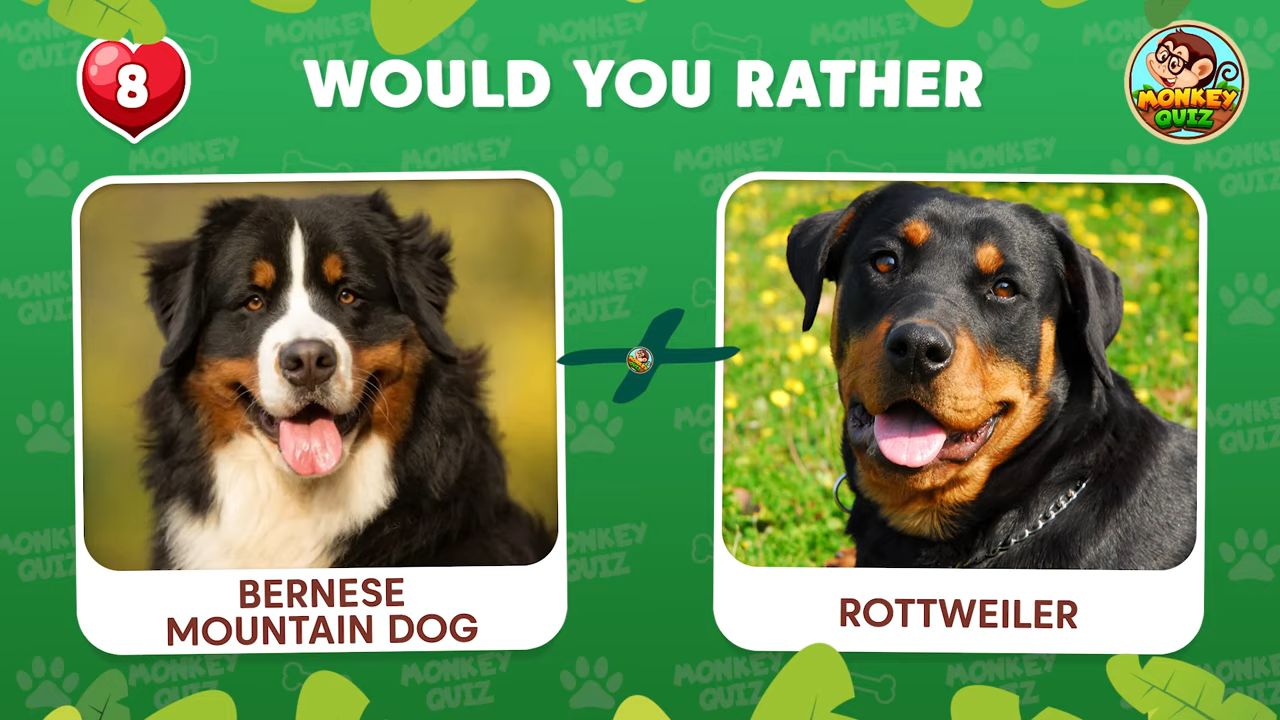 8
WOULD YOU RATHER
MONKEY
QUIZ
BERNESE
MOUNTAIN DOG
ROTTWEILER